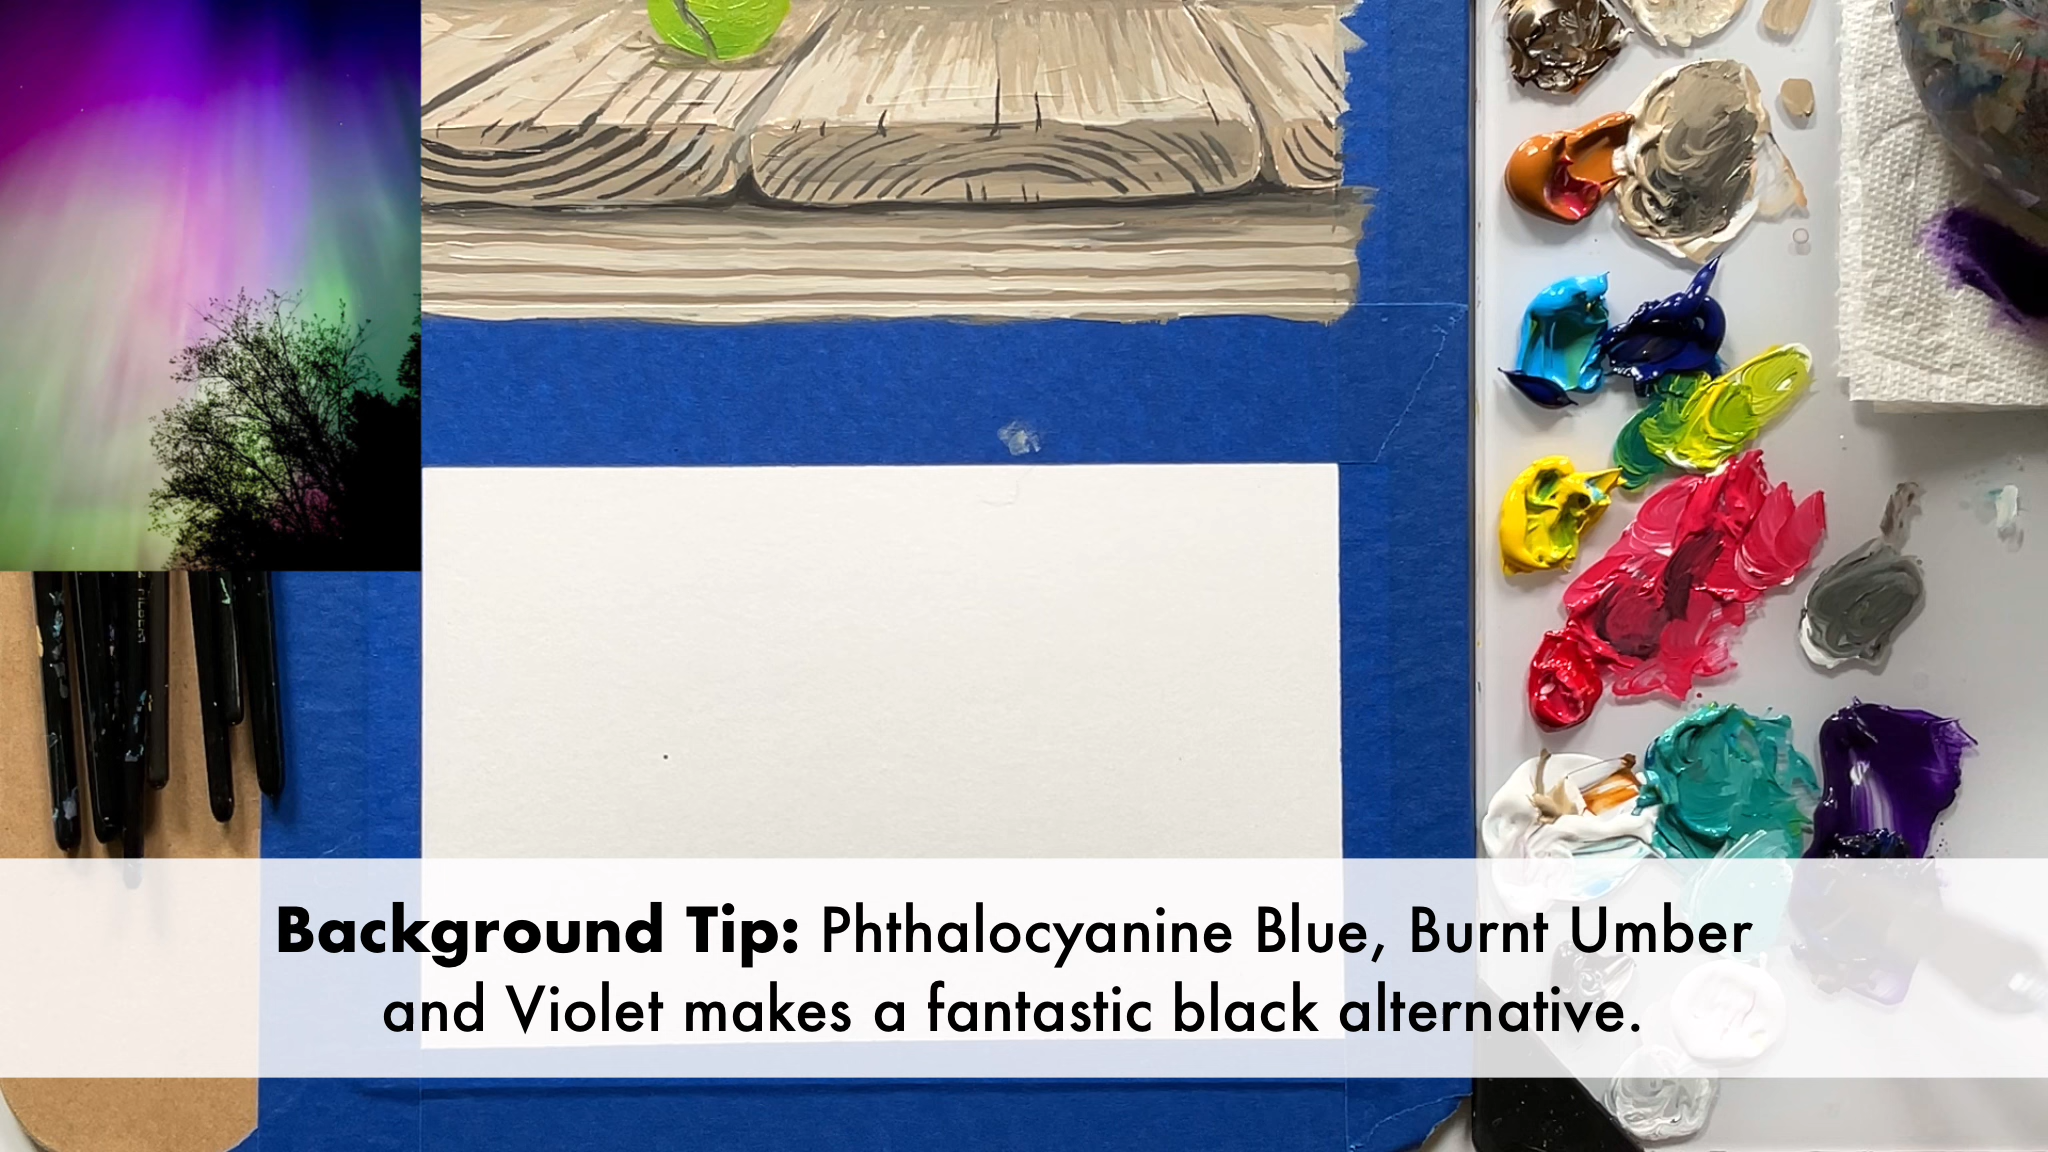 Background Tip: Phthalocyanine Blue, Burnt Umber
and Violet makes a fantastic black alternative.